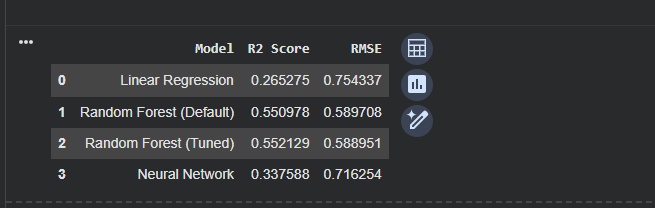 Model R2 Score RMSE
0 Linear Regression 0.265275 0.754337
1 Random Forest (Default) 0.550978 0.589708
2 Random Forest (Tuned) 0.552129 0.588951
3 Neural Network 0.337588 0.716254